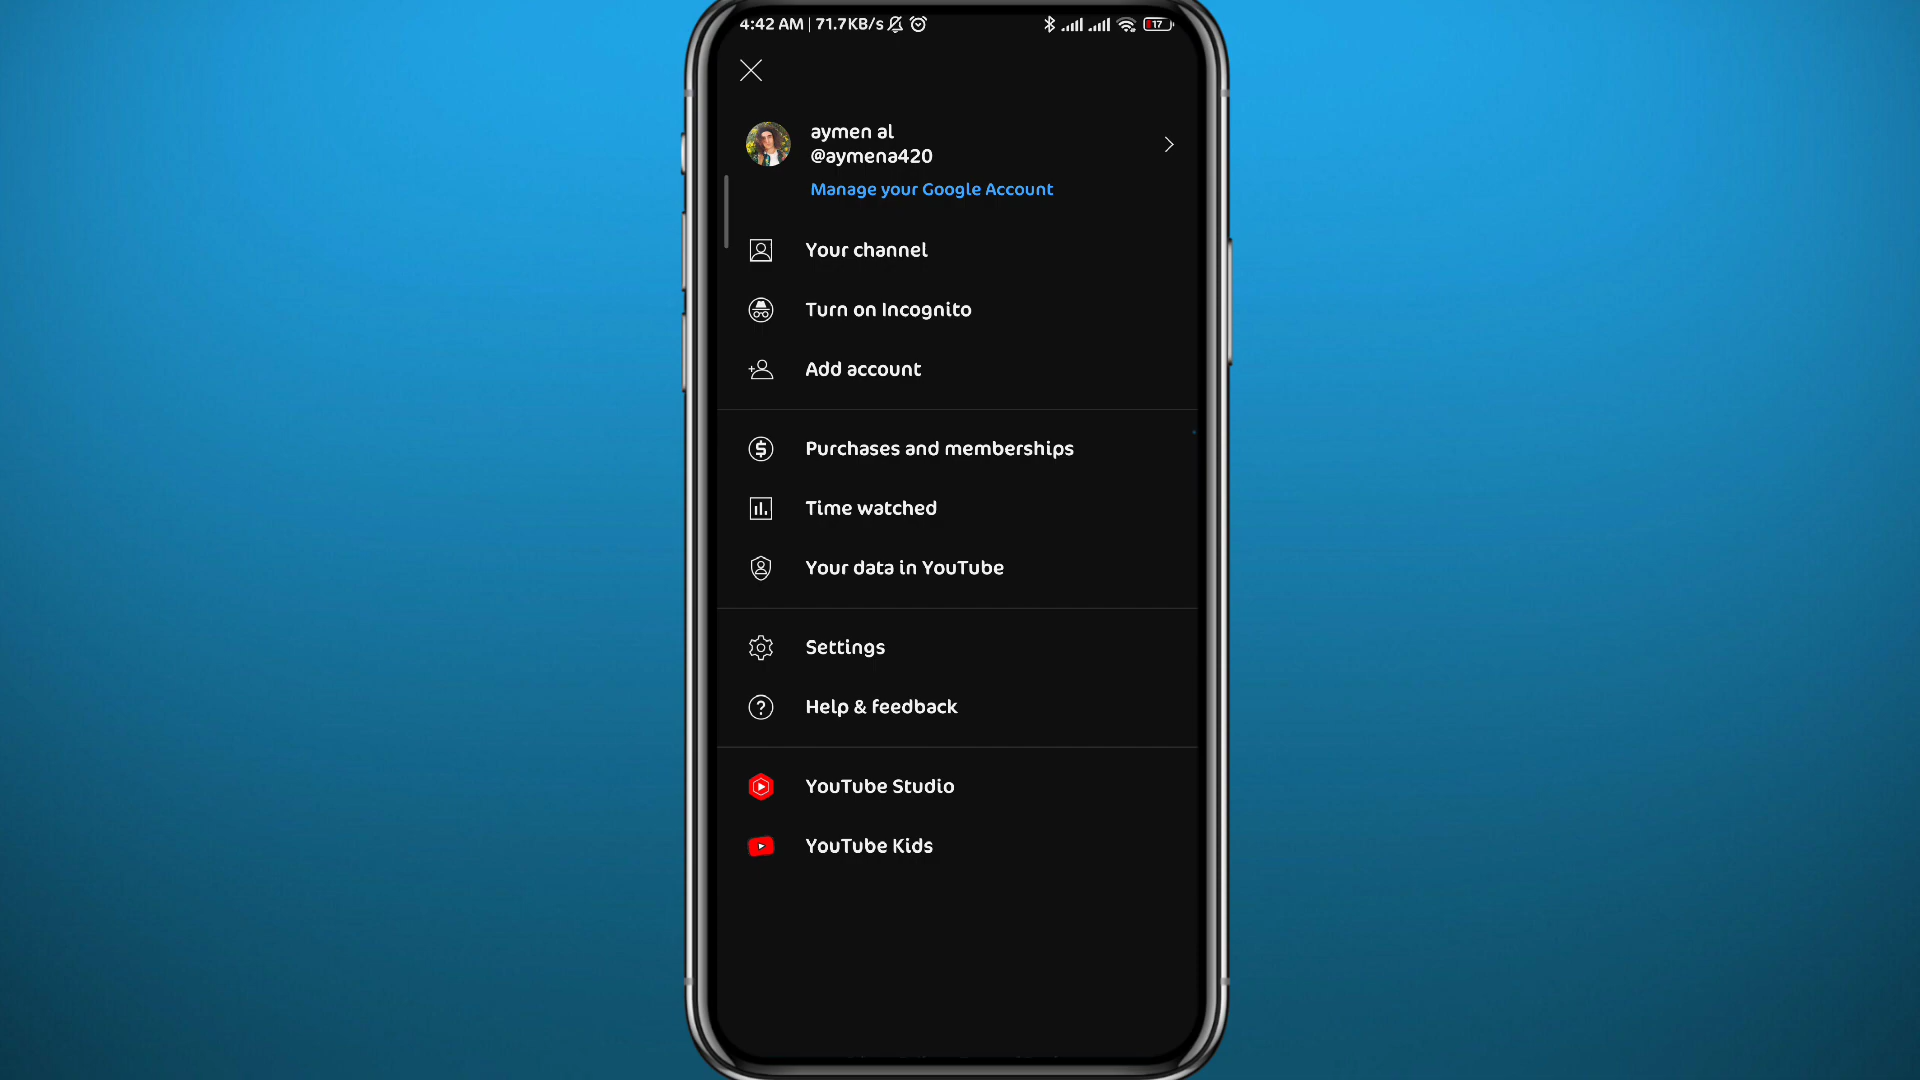 4:42 AM | 71.7KB/s 17
aymen al
@aymena420
Manage your Google Account
Your channel
Turn on Incognito
Add account
Purchases and memberships
Time watched
Your data in YouTube
Settings
Help & feedback
YouTube Studio
YouTube Kids